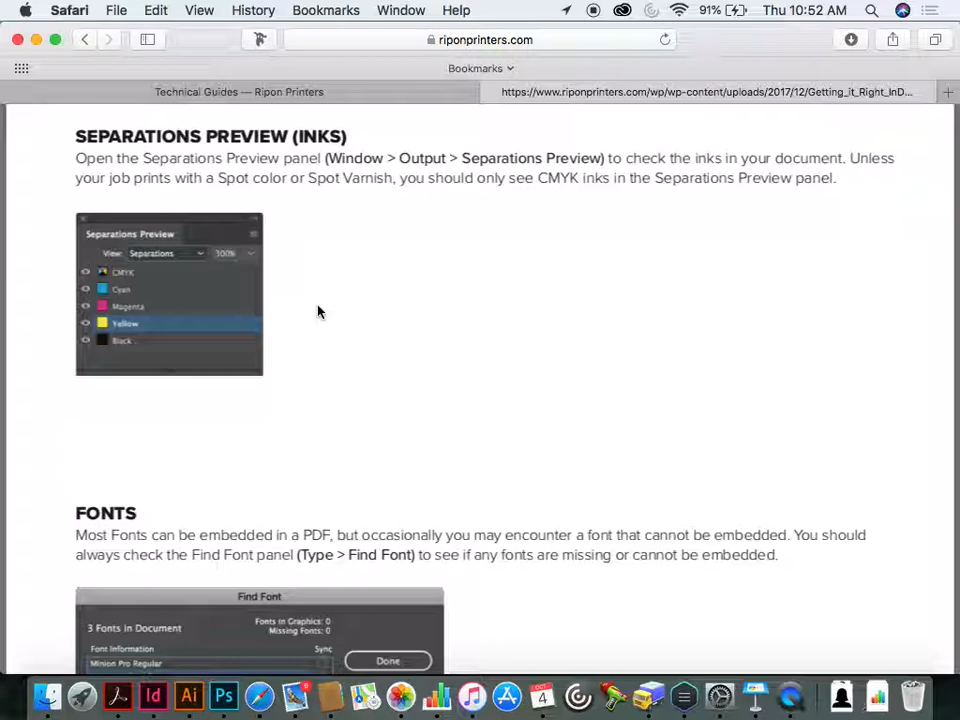 Safari File Edit View History Bookmarks Window Help 91% Thu 10:52 AM
riponprinters.com
Bookmarks
Technical Guides — Ripon Printers
https://www.riponprinters.com/wp/wp-content/uploads/2017/12/Getting_it_Right_InD...
SEPARATIONS PREVIEW (INKS)
Open the Separations Preview panel (Window > Output > Separations Preview) to check the inks in your document. Unless
your job prints with a Spot color or Spot Varnish, you should only see CMYK inks in the Separations Preview panel.
Separations Preview
View: Separations 300%
CMYK
Cyan
Magenta
Yellow
Black
FONTS
Most Fonts can be embedded in a PDF, but occasionally you may encounter a font that cannot be embedded. You should
always check the Find Font panel (Type > Find Font) to see if any fonts are missing or cannot be embedded.
Find Font
3 Fonts in Document
Fonts in Graphics: 0
Missing Fonts: 0
Font Information Sync
Minion Pro Regular
Done
Id Ai Ps
OCT
4